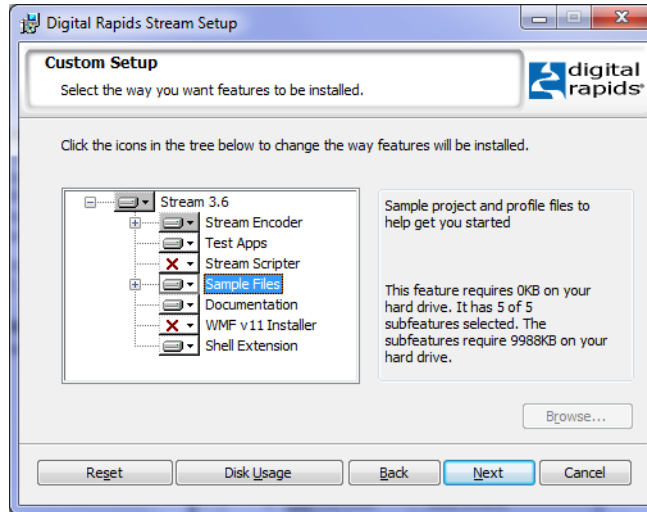 Digital Rapids Stream Setup
Custom Setup
Select the way you want features to be installed.
digital
rapids
Click the icons in the tree below to change the way features will be installed.
Stream 3.6
Stream Encoder
Test Apps
Stream Scripter
Sample Files
Documentation
WMF v11 Installer
Shell Extension
Sample project and profile files to
help get you started
This feature requires 0KB on your
hard drive. It has 5 of 5
subfeatures selected. The
subfeatures require 9988KB on your
hard drive.
Browse...
Reset
Disk Usage
Back
Next
Cancel